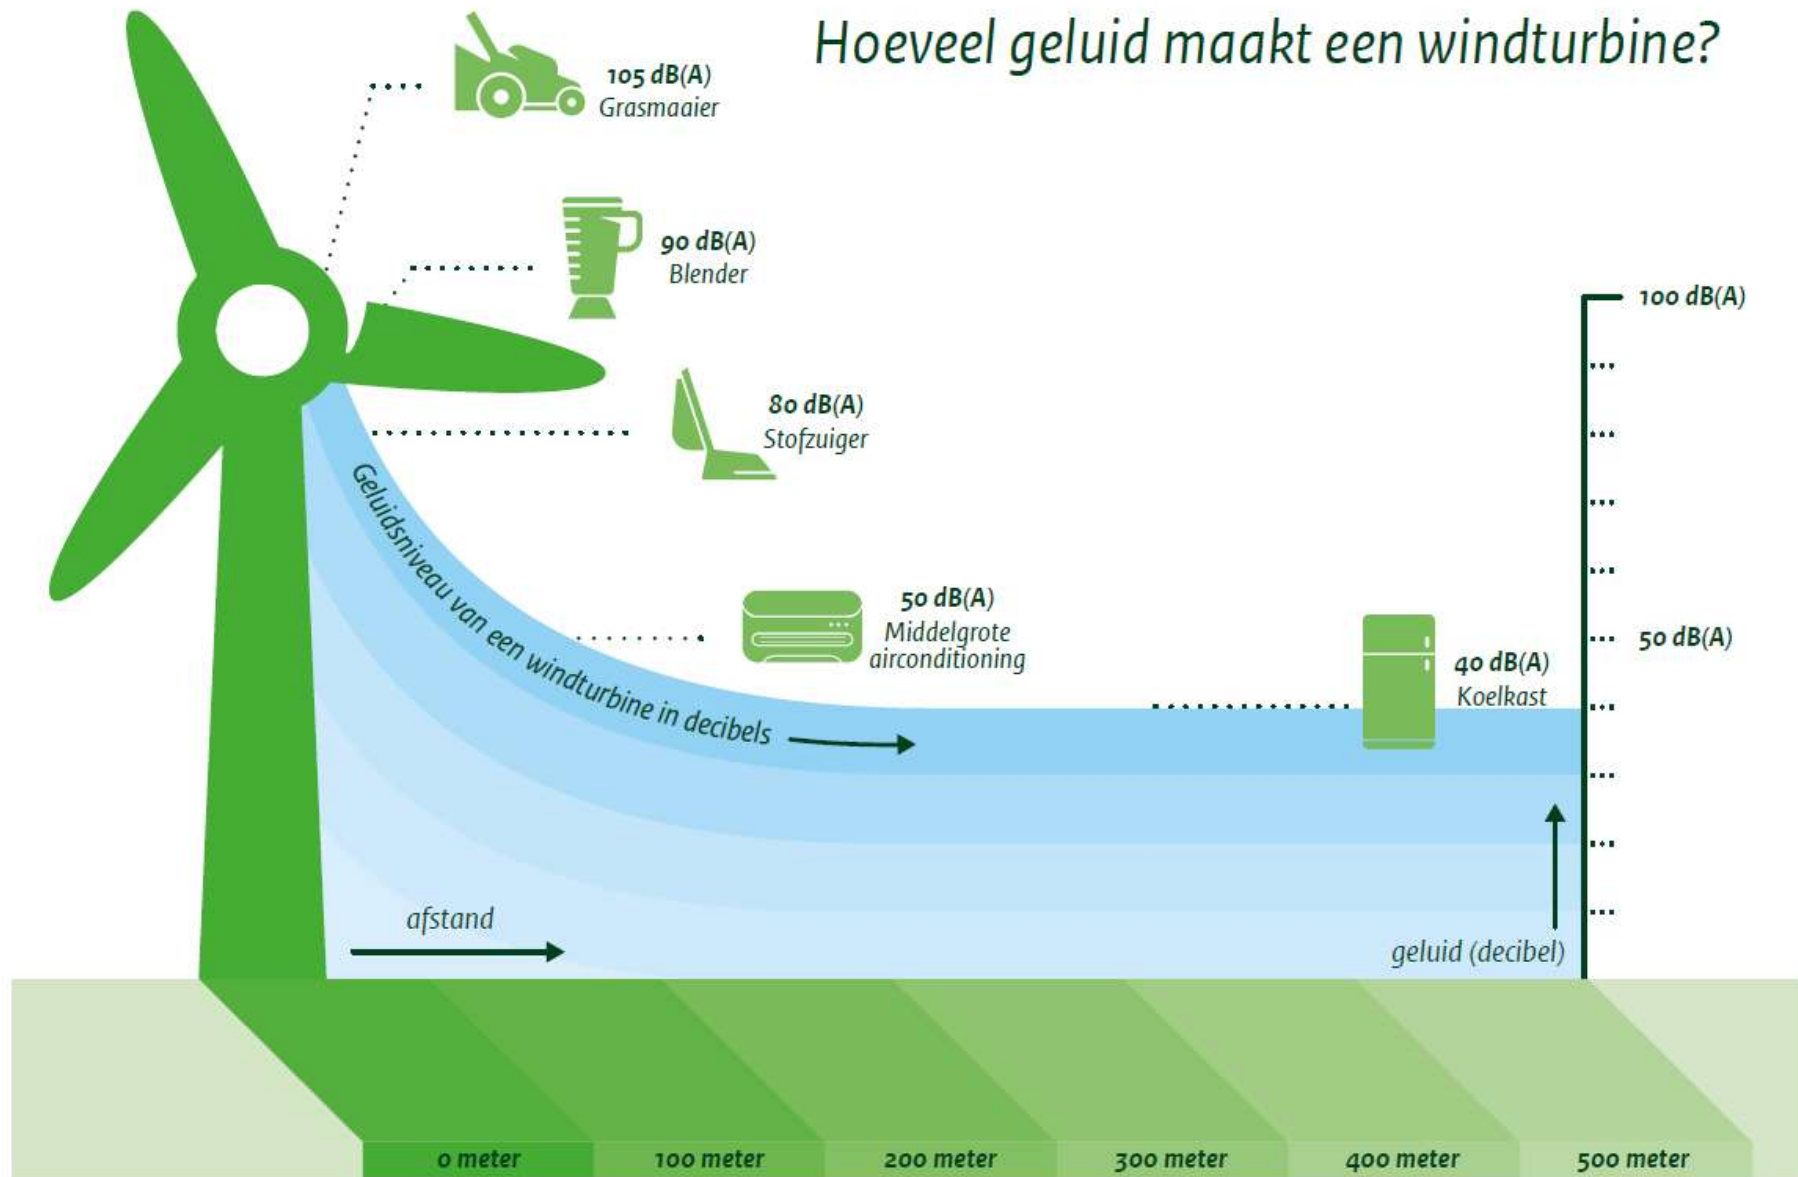 Hoeveel geluid maakt een windturbine?
105 dB(A)
Grasmaaier
90 dB(A)
Blender
100 dB(A)
80 dB(A)
Stofzuiger
Geluidsniveau van een windturbine in decibels
50 dB(A)
Middelgrote
airconditioning
50 dB(A)
40 dB(A)
Koelkast
afstand
geluid (decibel)
0 meter
100 meter
200 meter
300 meter
400 meter
500 meter